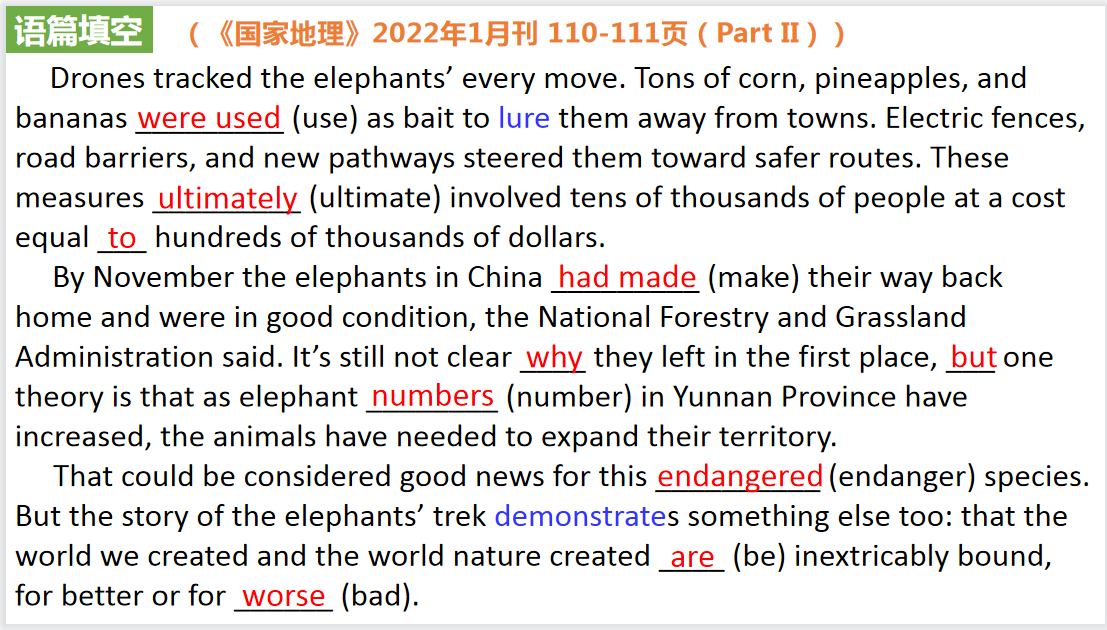 语篇填空 （《国家地理》2022年1月刊 110-111页（Part II））
Drones tracked the elephants’ every move. Tons of corn, pineapples, and
bananas were used (use) as bait to lure them away from towns. Electric fences,
road barriers, and new pathways steered them toward safer routes. These
measures ultimately (ultimate) involved tens of thousands of people at a cost
equal to hundreds of thousands of dollars.
By November the elephants in China had made (make) their way back
home and were in good condition, the National Forestry and Grassland
Administration said. It’s still not clear why they left in the first place, but one
theory is that as elephant numbers (number) in Yunnan Province have
increased, the animals have needed to expand their territory.
That could be considered good news for this endangered (endanger) species.
But the story of the elephants’ trek demonstrates something else too: that the
world we created and the world nature created are (be) inextricably bound,
for better or for worse (bad).